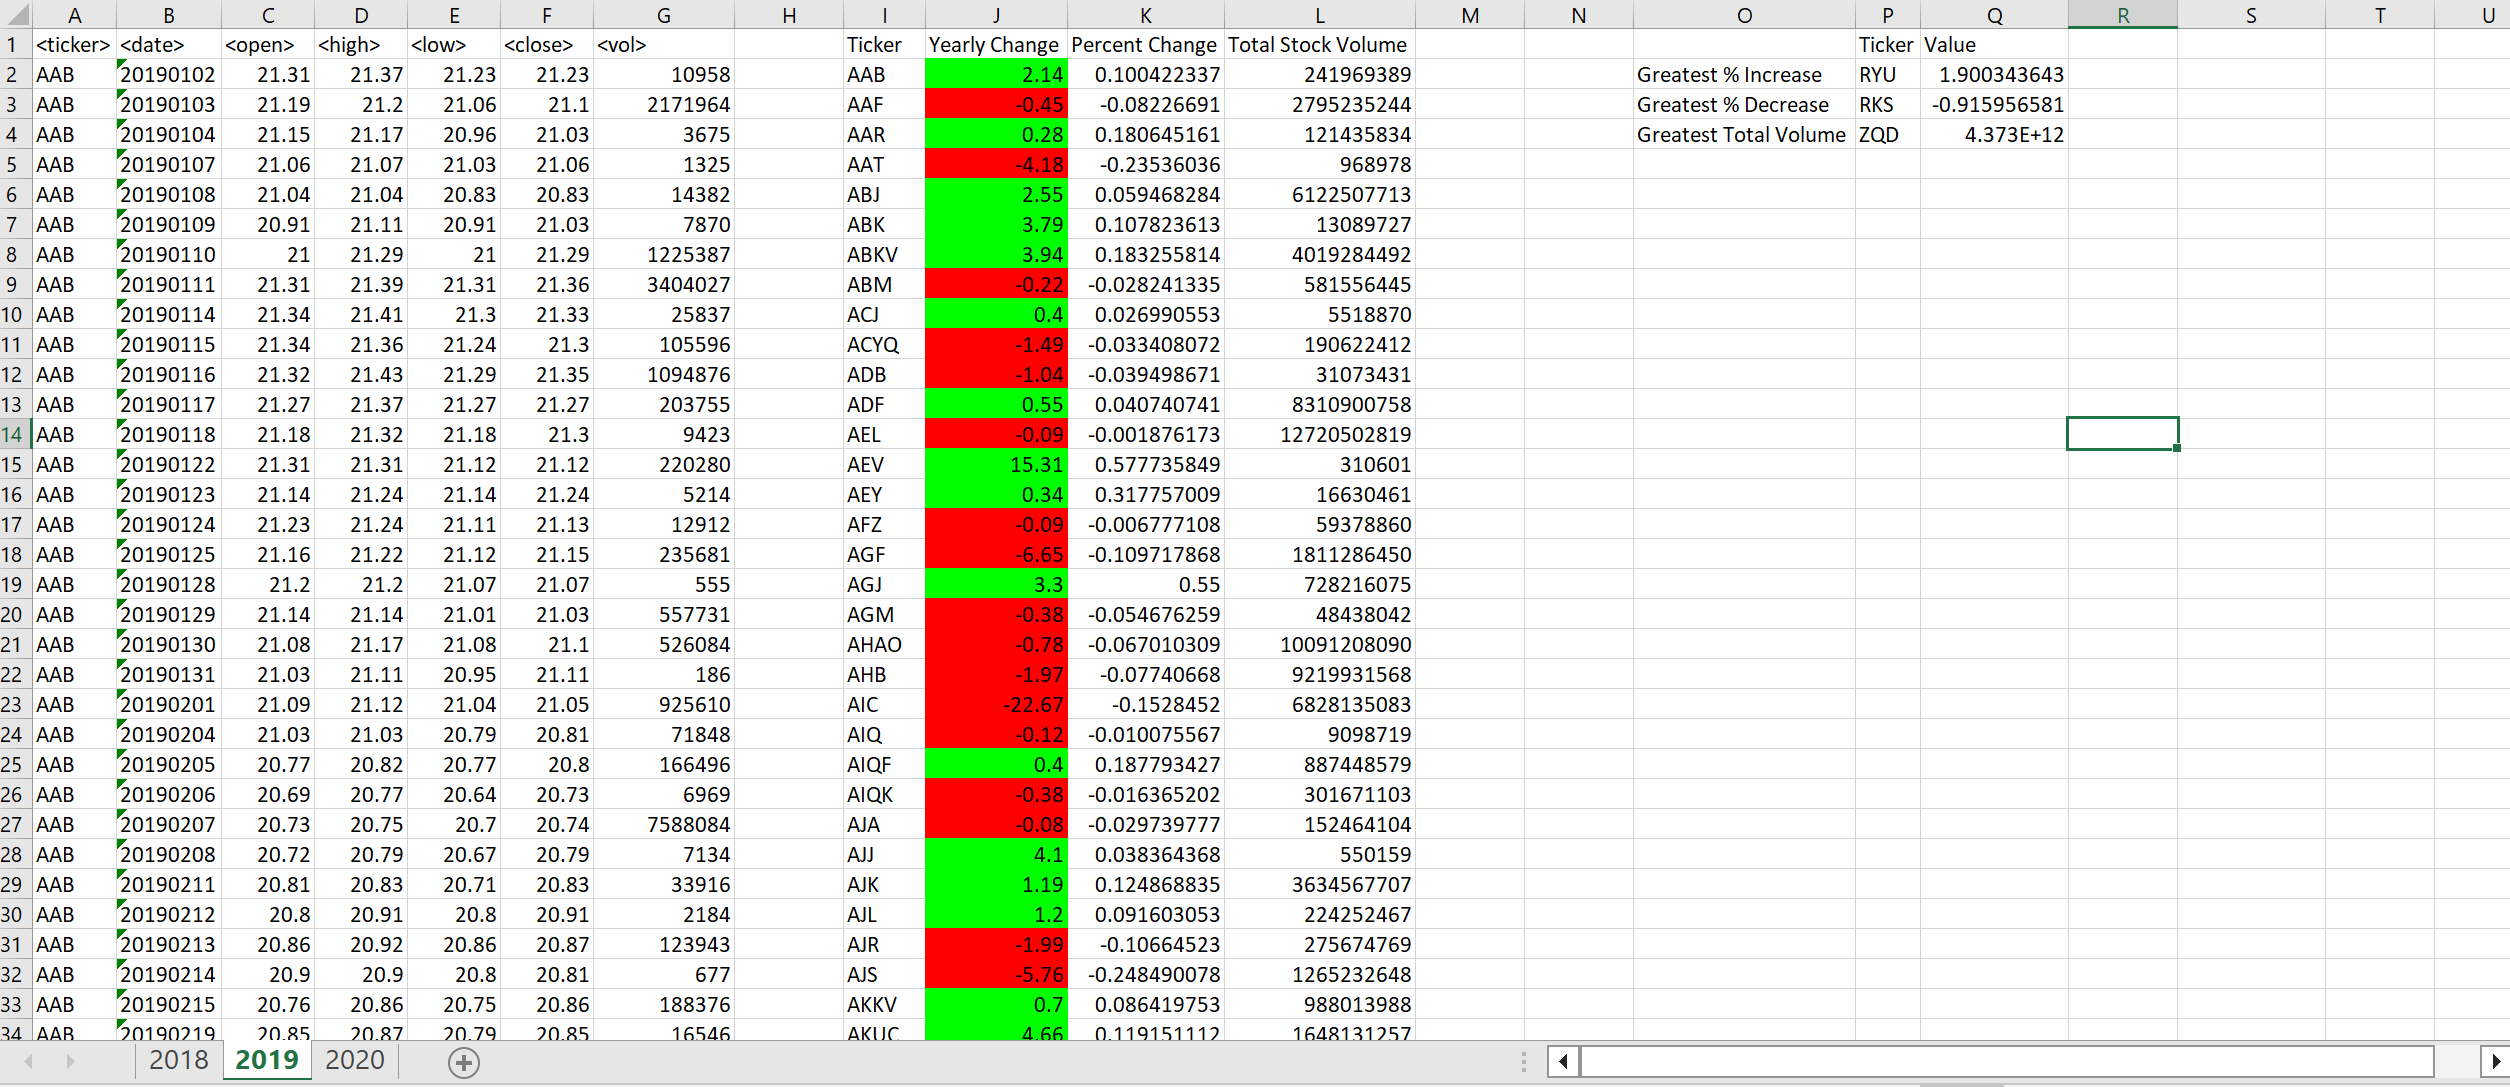 A B C D E F G H I J K L M N O P Q R S T U
1 <ticker> <date> <open> <high> <low> <close> <vol> Ticker Yearly Change Percent Change Total Stock Volume Ticker Value
2 AAB 20190102 21.31 21.37 21.23 21.23 10958 AAB 2.14 0.100422337 241969389 Greatest % Increase RYU 1.900343643
3 AAB 20190103 21.19 21.2 21.06 21.1 2171964 AAF -0.45 -0.08226691 2795235244 Greatest % Decrease RKS -0.915956581
4 AAB 20190104 21.15 21.17 20.96 21.03 3675 AAR 0.28 0.180645161 121435834 Greatest Total Volume ZQD 4.373E+12
5 AAB 20190107 21.06 21.07 21.03 21.06 1325 AAT -4.18 -0.23536036 968978
6 AAB 20190108 21.04 21.04 20.83 20.83 14382 ABJ 2.55 0.059468284 6122507713
7 AAB 20190109 20.91 21.11 20.91 21.03 7870 ABK 3.79 0.107823613 13089727
8 AAB 20190110 21 21.29 21 21.29 1225387 ABKV 3.94 0.183255814 4019284492
9 AAB 20190111 21.31 21.39 21.31 21.36 3404027 ABM -0.22 -0.028241335 581556445
10 AAB 20190114 21.34 21.41 21.3 21.33 25837 ACJ 0.4 0.026990553 5518870
11 AAB 20190115 21.34 21.36 21.24 21.3 105596 ACYQ -1.49 -0.033408072 190622412
12 AAB 20190116 21.32 21.43 21.29 21.35 1094876 ADB -1.04 -0.039498671 31073431
13 AAB 20190117 21.27 21.37 21.27 21.27 203755 ADF 0.55 0.040740741 8310900758
14 AAB 20190118 21.18 21.32 21.18 21.3 9423 AEL -0.09 -0.001876173 12720502819
15 AAB 20190122 21.31 21.31 21.12 21.12 220280 AEV 15.31 0.577735849 310601
16 AAB 20190123 21.14 21.24 21.14 21.24 5214 AEY 0.34 0.317757009 16630461
17 AAB 20190124 21.23 21.24 21.11 21.13 12912 AFZ -0.09 -0.006777108 59378860
18 AAB 20190125 21.16 21.22 21.12 21.15 235681 AGF -6.65 -0.109717868 1811286450
19 AAB 20190128 21.2 21.2 21.07 21.07 555 AGJ 3.3 0.55 728216075
20 AAB 20190129 21.14 21.14 21.01 21.03 557731 AGM -0.38 -0.054676259 48438042
21 AAB 20190130 21.08 21.17 21.08 21.1 526084 AHAO -0.78 -0.067010309 10091208090
22 AAB 20190131 21.03 21.11 20.95 21.11 186 AHB -1.97 -0.07740668 9219931568
23 AAB 20190201 21.09 21.12 21.04 21.05 925610 AIC -22.67 -0.1528452 6828135083
24 AAB 20190204 21.03 21.03 20.79 20.81 71848 AIQ -0.12 -0.010075567 9098719
25 AAB 20190205 20.77 20.82 20.77 20.8 166496 AIQF 0.4 0.187793427 887448579
26 AAB 20190206 20.69 20.77 20.64 20.73 6969 AIQK -0.38 -0.016365202 301671103
27 AAB 20190207 20.73 20.75 20.7 20.74 7588084 AJA -0.08 -0.029739777 152464104
28 AAB 20190208 20.72 20.79 20.67 20.79 7134 AJJ 4.1 0.038364368 550159
29 AAB 20190211 20.81 20.83 20.71 20.83 33916 AJK 1.19 0.124868835 3634567707
30 AAB 20190212 20.8 20.91 20.8 20.91 2184 AJL 1.2 0.091603053 224252467
31 AAB 20190213 20.86 20.92 20.86 20.87 123943 AJR -1.99 -0.10664523 275674769
32 AAB 20190214 20.9 20.9 20.8 20.81 677 AJS -5.76 -0.248490078 1265232648
33 AAB 20190215 20.76 20.86 20.75 20.86 188376 AKKV 0.7 0.086419753 988013988
34 AAB 20190219 20.85 20.87 20.79 20.85 16546 AKUC 4.66 0.119151112 1648131257
2018 2019 2020